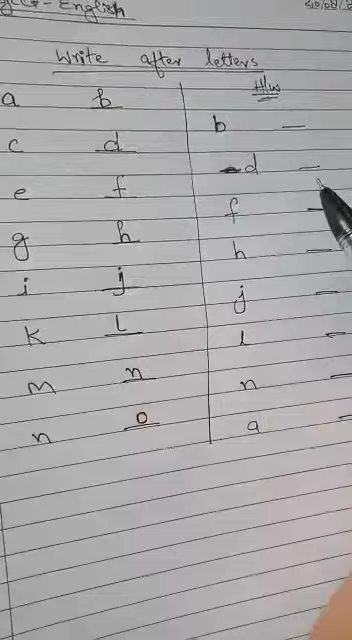 English
Write after letters
H/w
a b
c d
e f
g h
i j
k L
m n
n o
b —
d —
f —
h —
j —
l —
n —
a —